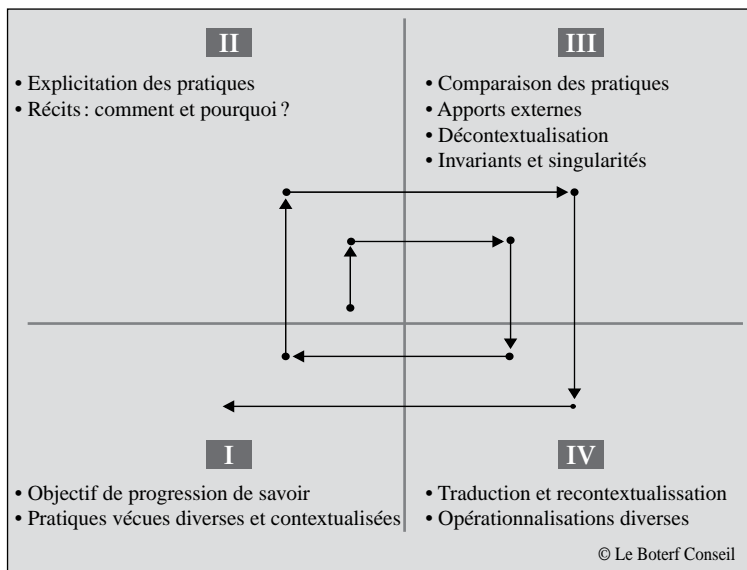 II
• Explicitation des pratiques
• Récits : comment et pourquoi ?
III
• Comparaison des pratiques
• Apports externes
• Décontextualisation
• Invariants et singularités
I
• Objectif de progression de savoir
• Pratiques vécues diverses et contextualisées
IV
• Traduction et recontextualissation
• Opérationnalisations diverses
© Le Boterf Conseil